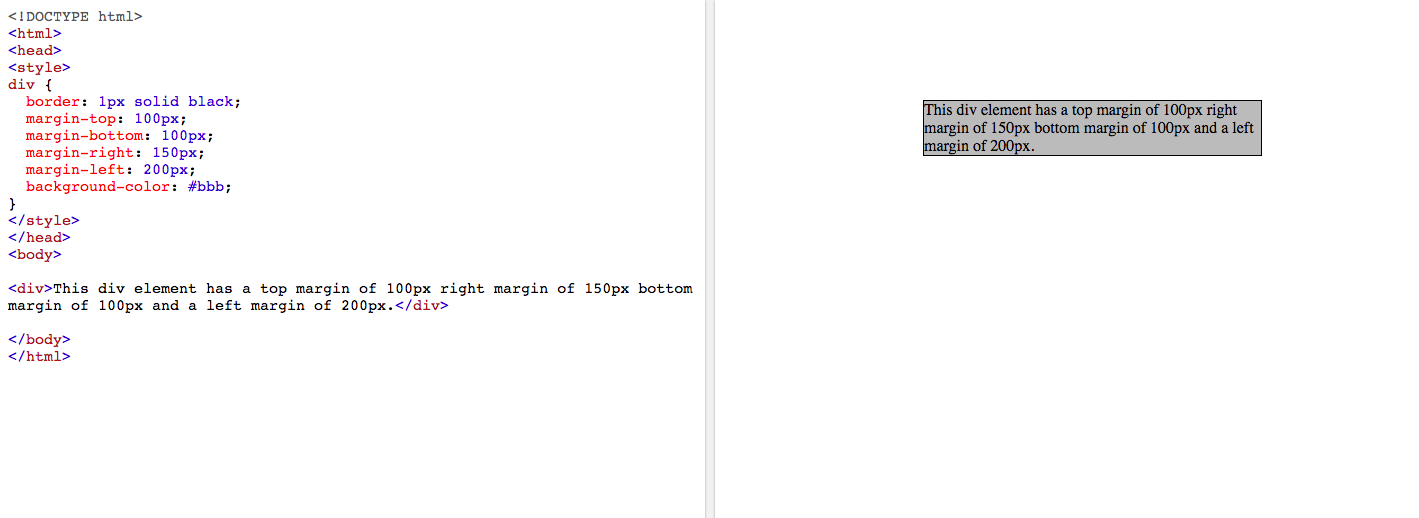 <!DOCTYPE html>
<html>
<head>
<style>
div {
  border: 1px solid black;
  margin-top: 100px;
  margin-bottom: 100px;
  margin-right: 150px;
  margin-left: 200px;
  background-color: #bbb;
}
</style>
</head>
<body>
<div>This div element has a top margin of 100px right margin of 150px bottom
margin of 100px and a left margin of 200px.</div>
</body>
</html>
This div element has a top margin of 100px right
margin of 150px bottom margin of 100px and a left
margin of 200px.